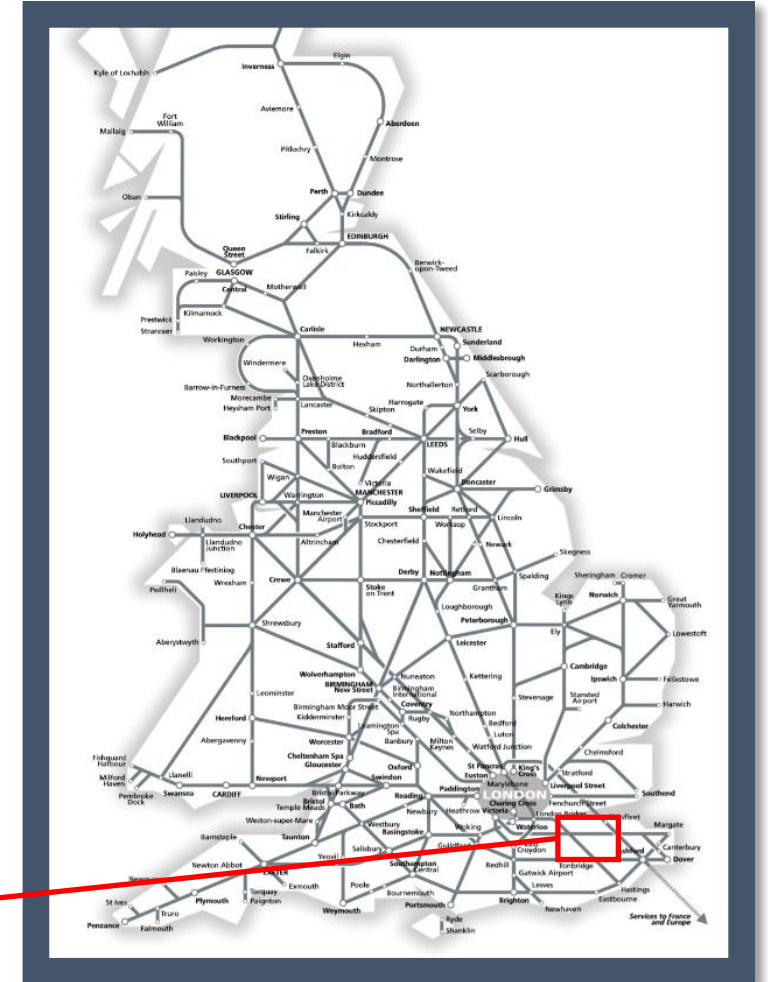 Elgin
Inverness
Kyle of Lochalsh
Aviemore
Fort
William
Mallaig
Aberdeen
Pitlochry
Montrose
Perth
Dundee
Oban
Stirling
Kirkcaldy
EDINBURGH
Queen
Street
Falkirk
Berwick-
upon-Tweed
Paisley
GLASGOW
Central
Motherwell
Kilmarnock
Prestwick
Stranraer
Carlisle
NEWCASTLE
Workington
Hexham
Sunderland
Durham
Darlington
Middlesbrough
Windermere
Scarborough
Oxenholme
Lake District
Barrow-in-Furness
Northallerton
Morecambe
Heysham Port
Lancaster
Harrogate
York
Skipton
Blackpool
Preston
Bradford
Selby
Hull
Blackburn
LEEDS
Huddersfield
Southport
Bolton
Wakefield
Wigan
Victoria
Doncaster
MANCHESTER
Piccadilly
Grimsby
LIVERPOOL
Warrington
Manchester
Airport
Sheffield
Retford
Lincoln
Stockport
Worksop
Llandudno
Holyhead
Chester
Llandudno
Junction
Altrincham
Chesterfield
Newark
Skegness
Blaenau Ffestiniog
Wrexham
Crewe
Stoke
on Trent
Derby
Nottingham
Grantham
Spalding
Sheringham
Cromer
Pwllheli
Kings
Lynn
Norwich
Great
Yarmouth
Loughborough
Peterborough
Ely
Lowestoft
Aberystwyth
Shrewsbury
Stafford
Leicester
Wolverhampton
Cambridge
BIRMINGHAM
New Street
Nuneaton
Birmingham
International
Kettering
Ipswich
Felixstowe
Leominster
Stevenage
Stansted
Airport
Birmingham Moor Street
Coventry
Harwich
Hereford
Kidderminster
Rugby
Northampton
Bedford
Colchester
Leamington
Spa
Abergavenny
Worcester
Banbury
Milton
Keynes
Luton
Watford Junction
Chelmsford
Cheltenham Spa
Gloucester
Oxford
Fishguard
Harbour
St Pancras
Euston
King's
Cross
Stratford
Llanelli
Newport
Swindon
Marylebone
Liverpool Street
Milford
Haven
Pembroke
Dock
Swansea
CARDIFF
Bristol Parkway
Bristol
Temple Meads
Bath
Reading
Paddington
LONDON
Southend
Fenchurch Street
Newbury
Heathrow
Victoria
Charing Cross
London Bridge
Weston-super-Mare
Westbury
Basingstoke
Woking
Waterloo
Margate
Barnstaple
Taunton
Salisbury
Guildford
Croydon
Canterbury
Newton Abbot
Yeovil
Southampton
Central
Redhill
Tonbridge
Dover
Gatwick Airport
Exmouth
Poole
Bournemouth
Lewes
Hastings
Eastbourne
St Ives
Plymouth
Torquay
Paignton
Weymouth
Portsmouth
Brighton
Newhaven
Truro
Penzance
Falmouth
Ryde
Shanklin
Services to France
and Europe